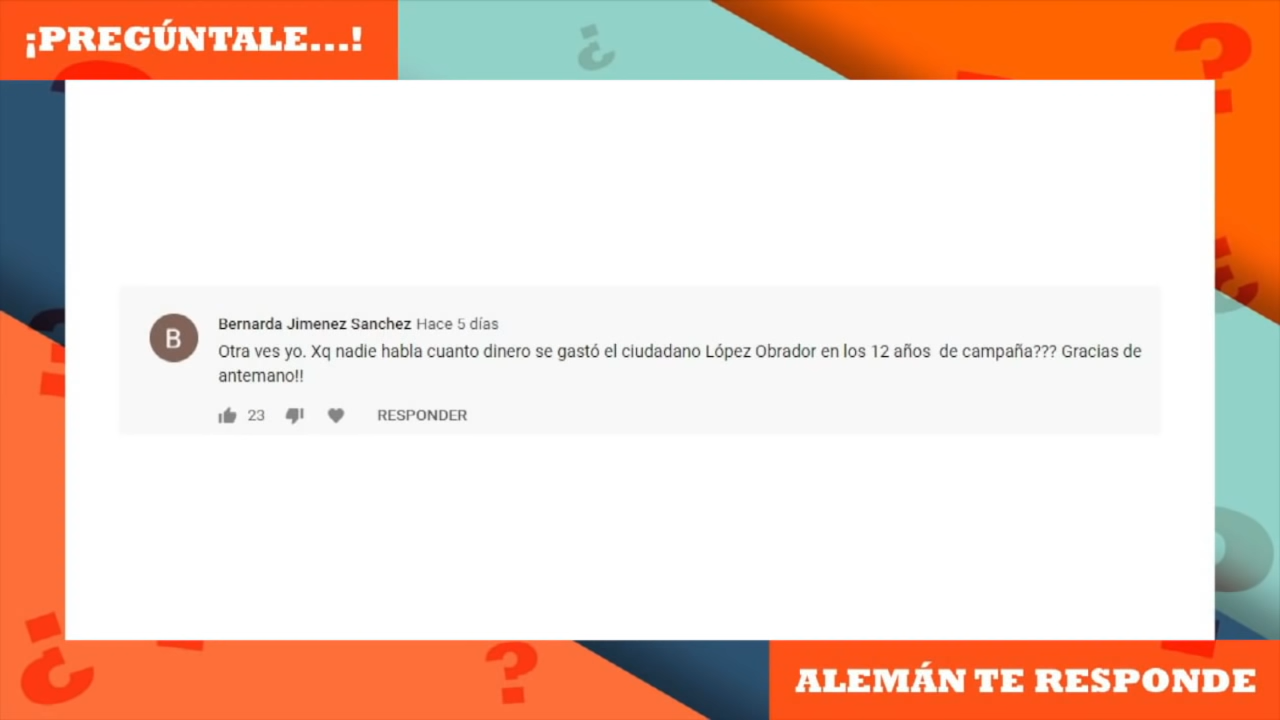 ¡PREGÚNTALE...!
B
Bernarda Jimenez Sanchez Hace 5 días
Otra ves yo. Xq nadie habla cuanto dinero se gastó el ciudadano López Obrador en los 12 años de campaña??? Gracias de
antemano!!
23 RESPONDER
ALEMÁN TE RESPONDE